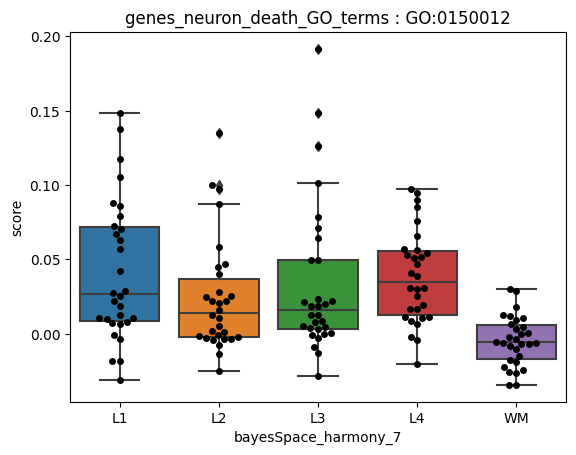 genes_neuron_death_GO_terms : GO:0150012
0.20
0.15
0.10
0.05
0.00
score
L1 L2 L3 L4 WM
bayesSpace_harmony_7